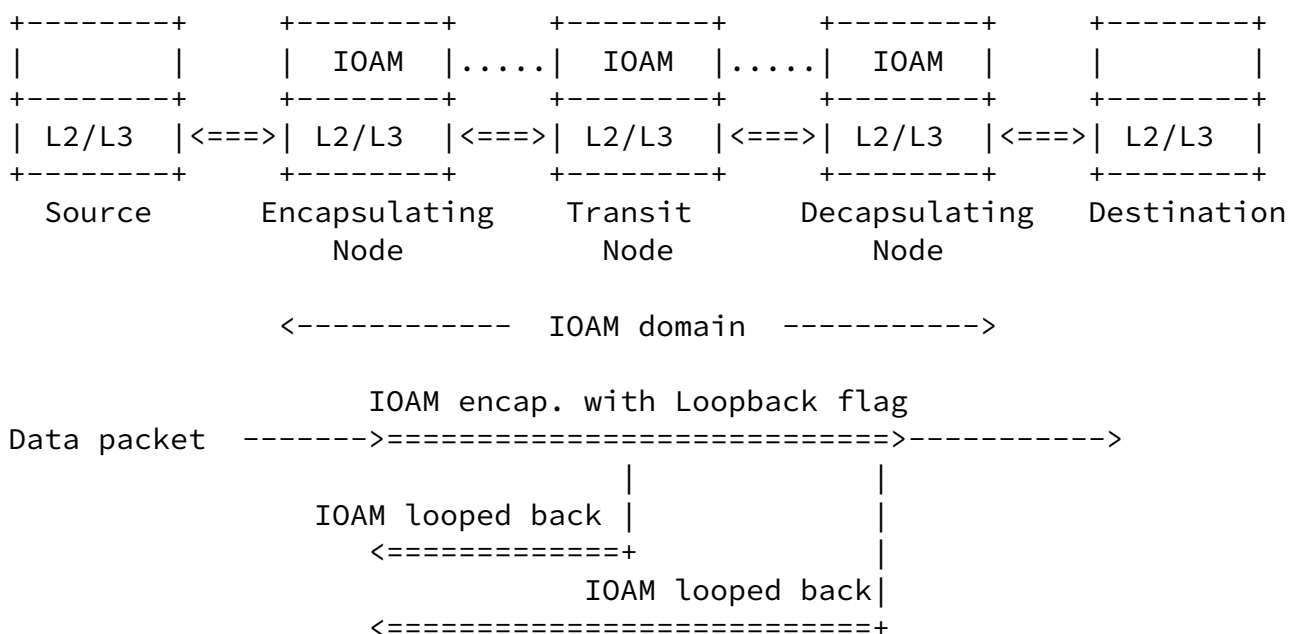 +--------+     +--------+     +--------+     +--------+     +--------+
|        |     |  IOAM  |.....|  IOAM  |.....|  IOAM  |     |        |
+--------+     +--------+     +--------+     +--------+     +--------+
| L2/L3  |<===>| L2/L3  |<===>| L2/L3  |<===>| L2/L3  |<===>| L2/L3  |
+--------+     +--------+     +--------+     +--------+     +--------+
  Source      Encapsulating    Transit      Decapsulating   Destination
                  Node           Node           Node

               <------------  IOAM domain  ----------->

                    IOAM encap. with Loopback flag
Data packet  ------->============================>----------->
                                  |             |
                 IOAM looped back |             |
                    <=============+             |
                                IOAM looped back|
                    <===========================+